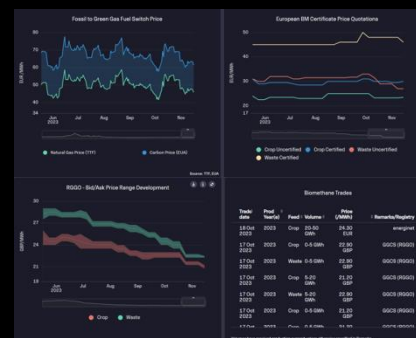 Fossil to Green Gas Fuel Switch Price
EUR/MWh
80
70
60
50
40
34
Jun 2023
Jul
Aug
Sep
Oct
Nov
Natural Gas Price (TTF)
Carbon Price (EUA)
Source: TTF, EUA
European BM Certificate Price Quotations
EUR/MWh
50
40
30
20
17
Jun 2023
Jul
Aug
Sep
Oct
Nov
Crop Uncertified
Crop Certified
Waste Uncertified
Waste Certified
RGGO - Bid/Ask Price Range Development
GBP/MWh
30
27
24
21
18
Jun 2023
Jul
Aug
Sep
Oct
Nov
Crop
Waste
Biomethane Trades
Trade date Prod Year(s) Feed Volume Price (/MWh) Remarks/Registry
18 Oct 2023 2023 Crop 20-50 GWh 24.30 EUR energinet
17 Oct 2023 2023 Crop 0-5 GWh 22.90 GBP GGCS (RGGO)
17 Oct 2023 2023 Waste 0-5 GWh 22.90 GBP GGCS (RGGO)
17 Oct 2023 2023 Crop 5-20 GWh 21.20 GBP GGCS (RGGO)
17 Oct 2023 2023 Waste 5-20 GWh 22.90 GBP GGCS (RGGO)
17 Oct 2023 2023 Crop 0-5 GWh 21.20 GBP GGCS (RGGO)